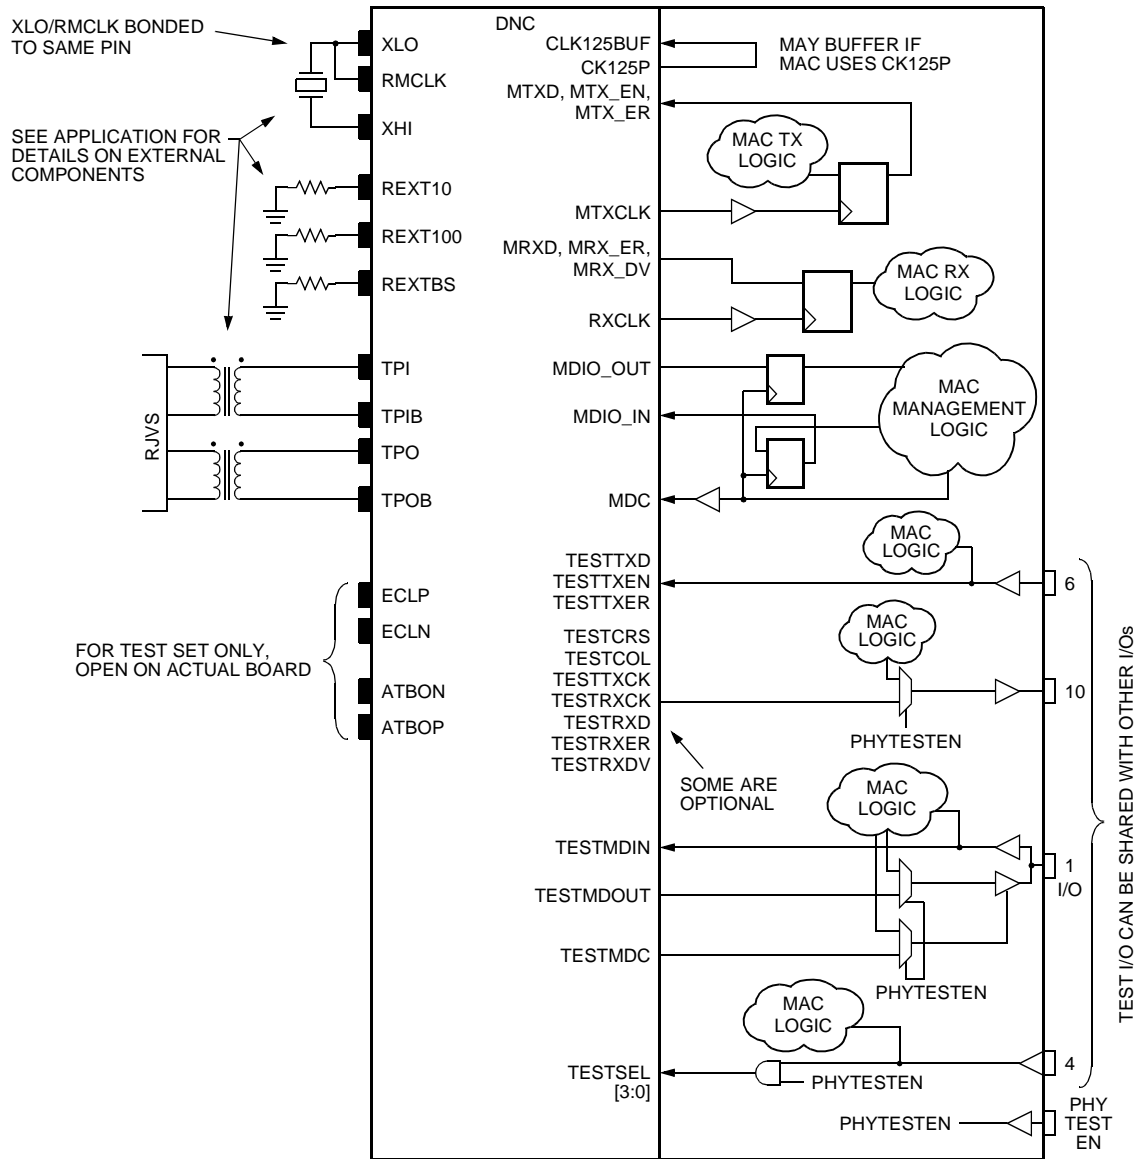 XLO/RMCLK BONDED
TO SAME PIN
SEE APPLICATION FOR
DETAILS ON EXTERNAL
COMPONENTS
RJVS
FOR TEST SET ONLY,
OPEN ON ACTUAL BOARD
XLO
RMCLK
XHI
REXT10
REXT100
REXTBS
TPI
TPIB
TPO
TPOB
ECLP
ECLN
ATBON
ATBOP
DNC
CLK125BUF
CK125P
MTXD, MTX_EN,
MTX_ER
MTXCLK
MRXD, MRX_ER,
MRX_DV
RXCLK
MDIO_OUT
MDIO_IN
MDC
TESTTXD
TESTTXEN
TESTTXER
TESTCRS
TESTCOL
TESTTXCK
TESTRXCK
TESTRXD
TESTRXER
TESTRXDV
TESTMDIN
TESTMDOUT
TESTMDC
TESTSEL
[3:0]
MAY BUFFER IF
MAC USES CK125P
MAC TX
LOGIC
MAC RX
LOGIC
MAC
MANAGEMENT
LOGIC
MAC
LOGIC
6
MAC
LOGIC
10
PHYTESTEN
SOME ARE
OPTIONAL
MAC
LOGIC
1
I/O
PHYTESTEN
MAC
LOGIC
4
PHYTESTEN
PHYTESTEN
PHY
TEST
EN
TEST I/O CAN BE SHARED WITH OTHER I/Os